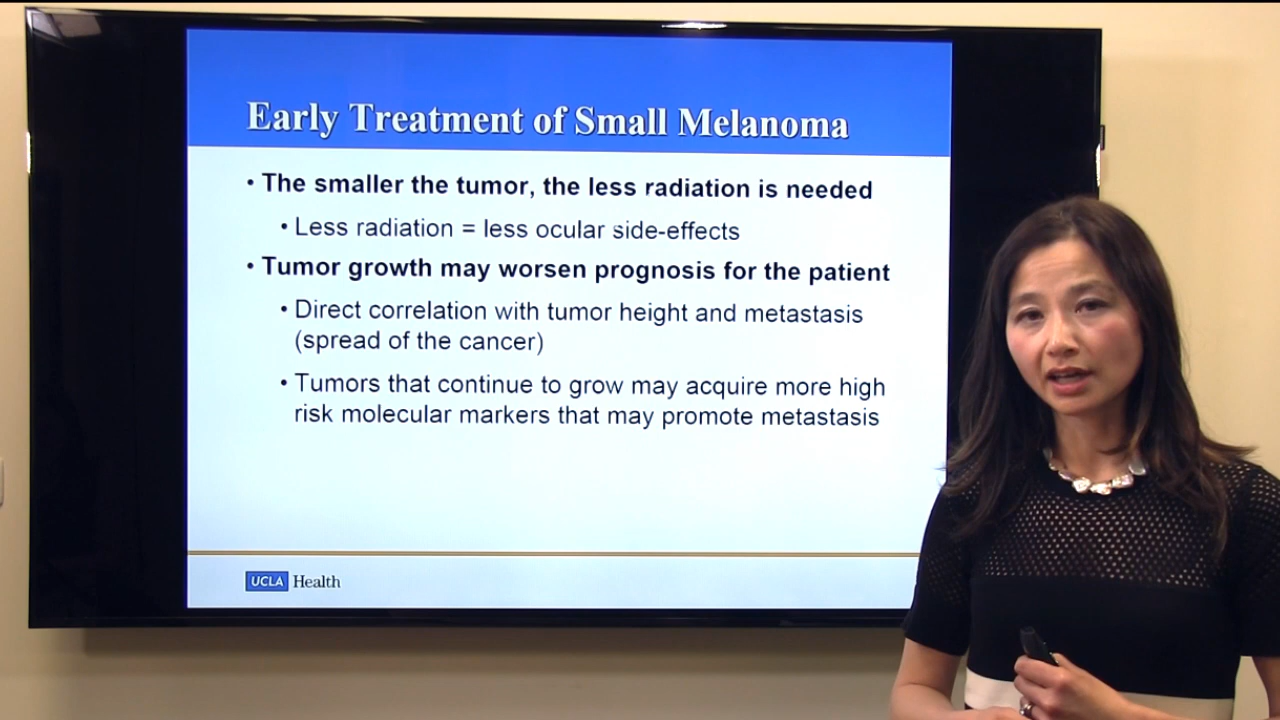 Early Treatment of Small Melanoma
• The smaller the tumor, the less radiation is needed
• Less radiation = less ocular side-effects
• Tumor growth may worsen prognosis for the patient
• Direct correlation with tumor height and metastasis
(spread of the cancer)
• Tumors that continue to grow may acquire more high
risk molecular markers that may promote metastasis
UCLA Health